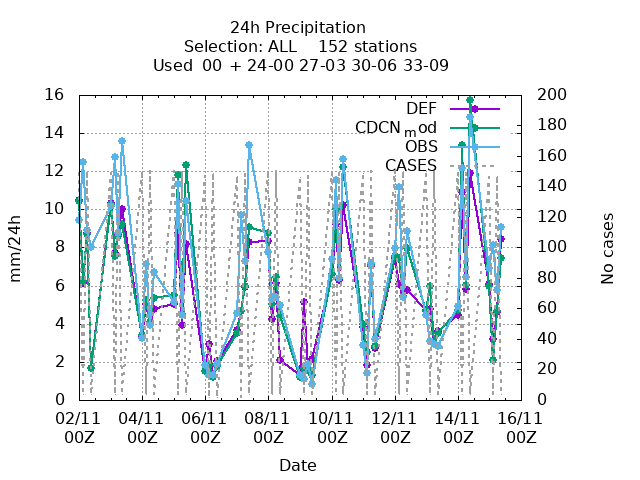 24h Precipitation
Selection: ALL    152 stations
Used  00 + 24-00 27-03 30-06 33-09
16 200
14 180
12 160
10 140
8 120
6 100
4 80
2 60
0 40
20
0
DEF
CDCN_mod
OBS
CASES
mm/24h
No cases
02/11 04/11 06/11 08/11 10/11 12/11 14/11 16/11
00Z 00Z 00Z 00Z 00Z 00Z 00Z 00Z
Date